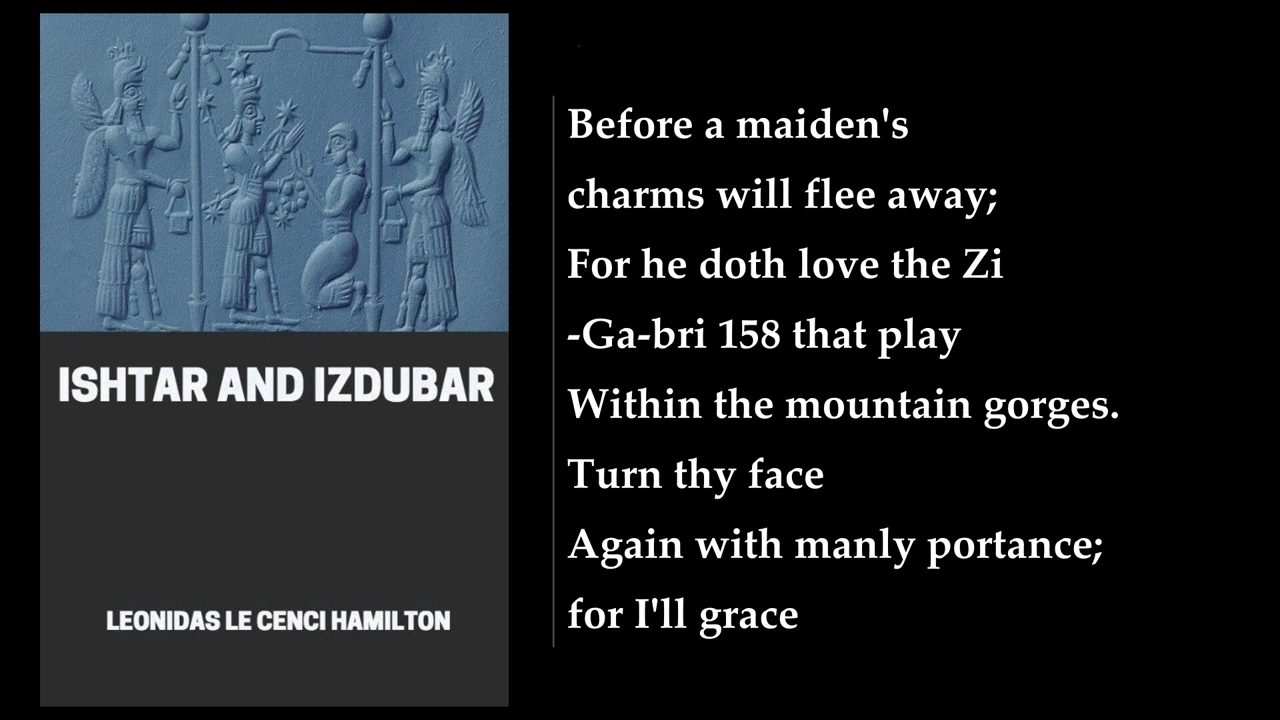 ISHTAR AND IZDUBAR
LEONIDAS LE CENCI HAMILTON
Before a maiden's
charms will flee away;
For he doth love the Zi
-Ga-bri 158 that play
Within the mountain gorges.
Turn thy face
Again with manly portance;
for I'll grace